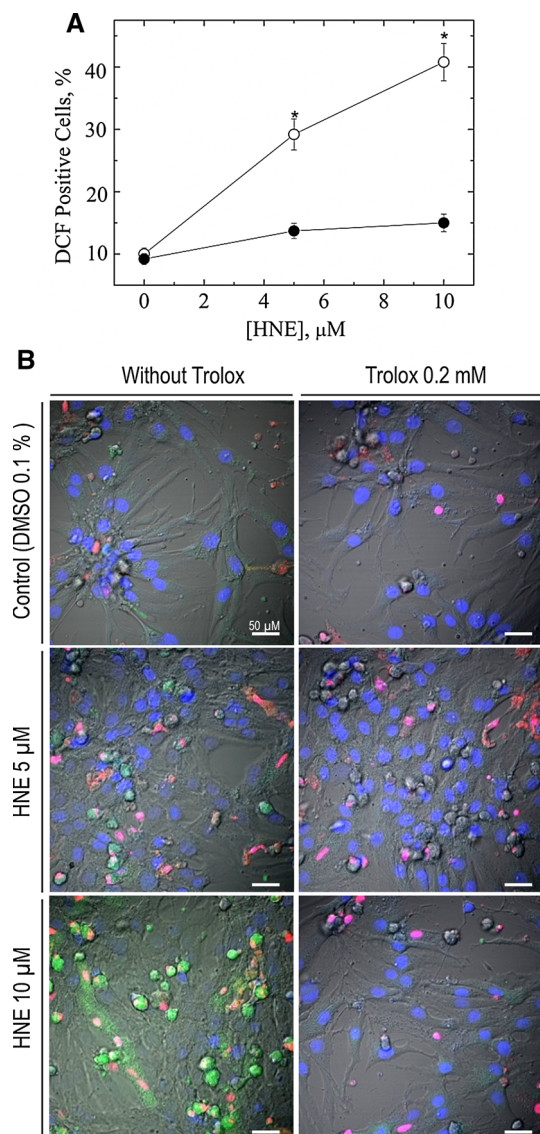 A
*
*
40
30
20
10
DCF Positive Cells, %
0 2 4 6 8 10
[HNE], μM
B
Without Trolox Trolox 0.2 mM
Control (DMSO 0.1 % )
50 μM
HNE 5 μM
HNE 10 μM